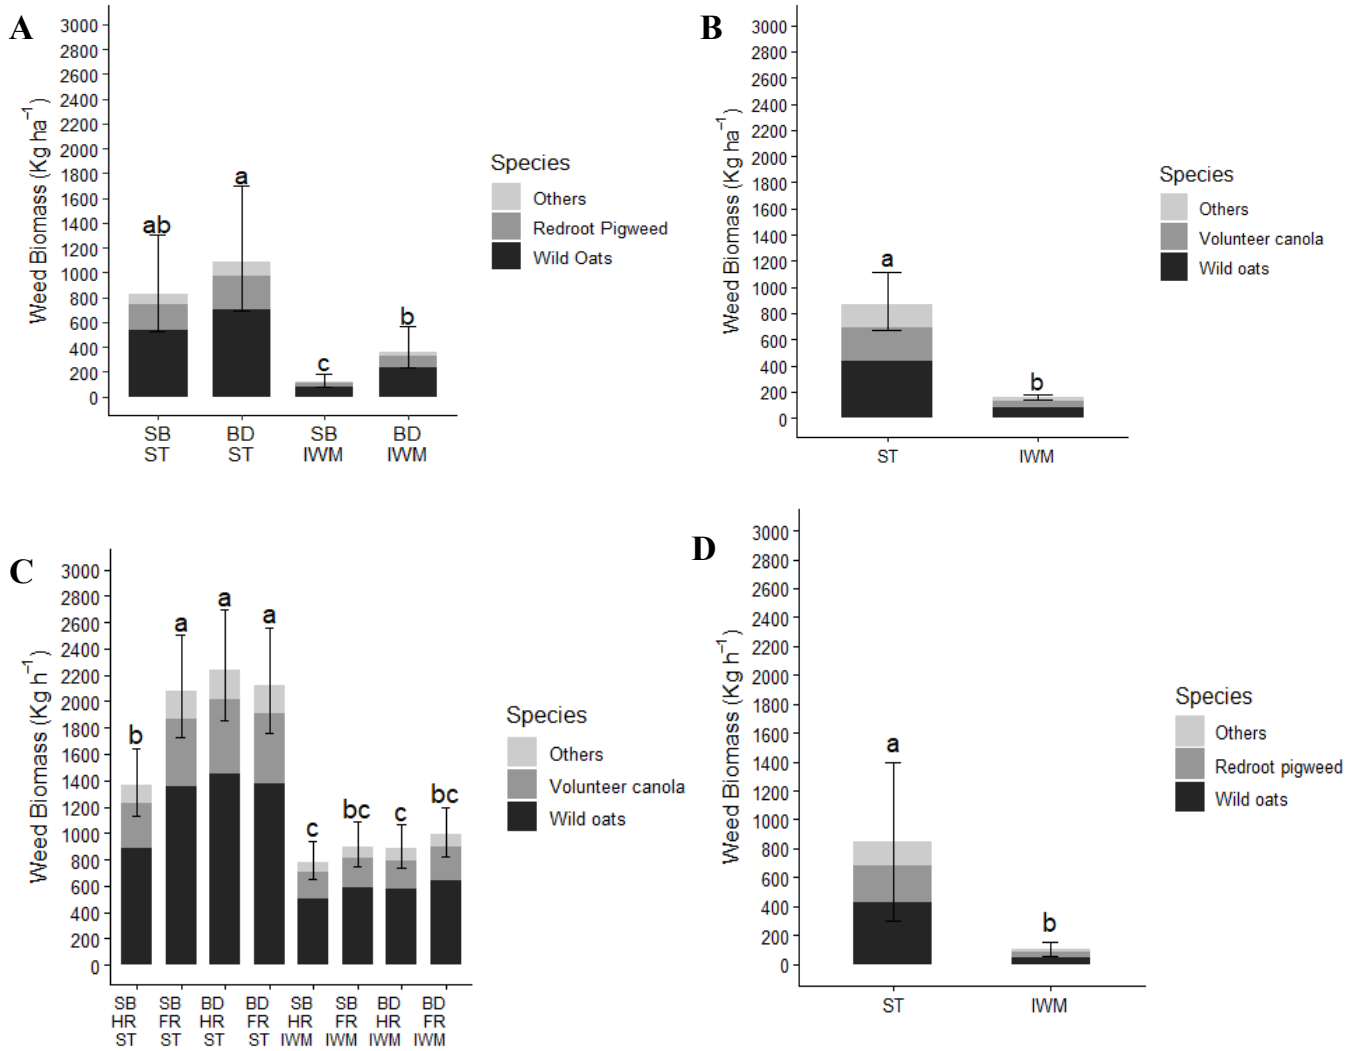 A
Weed Biomass (Kg ha⁻¹)
3000
2800
2600
2400
2200
2000
1800
1600
1400
1200
1000
800
600
400
200
0
ab
a
c
b
SB BD SB BD
ST ST IWM IWM
Species
Others
Redroot Pigweed
Wild Oats
B
Weed Biomass (Kg ha⁻¹)
3000
2800
2600
2400
2200
2000
1800
1600
1400
1200
1000
800
600
400
200
0
a
b
ST IWM
Species
Others
Volunteer canola
Wild oats
C
Weed Biomass (Kg h⁻¹)
3000
2800
2600
2400
2200
2000
1800
1600
1400
1200
1000
800
600
400
200
0
b
a
a
a
c
bc
c
bc
SB SB BD BD SB SB BD BD
HR FR HR FR HR FR HR FR
ST ST ST ST IWM IWM IWM IWM
Species
Others
Volunteer canola
Wild oats
D
Weed Biomass (Kg h⁻¹)
3000
2800
2600
2400
2200
2000
1800
1600
1400
1200
1000
800
600
400
200
0
a
b
ST IWM
Species
Others
Redroot pigweed
Wild oats